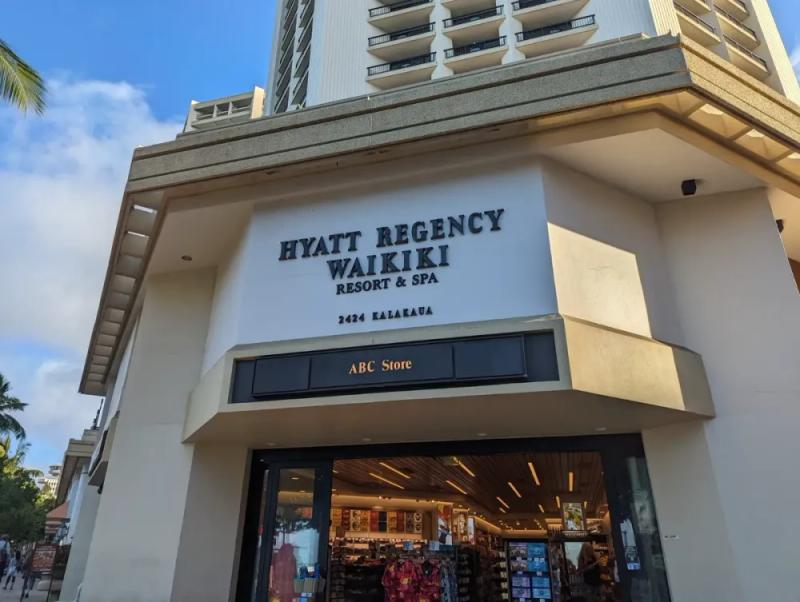 HYATT REGENCY
WAIKIKI
RESORT & SPA
2424 KALAKAUA
ABC Store